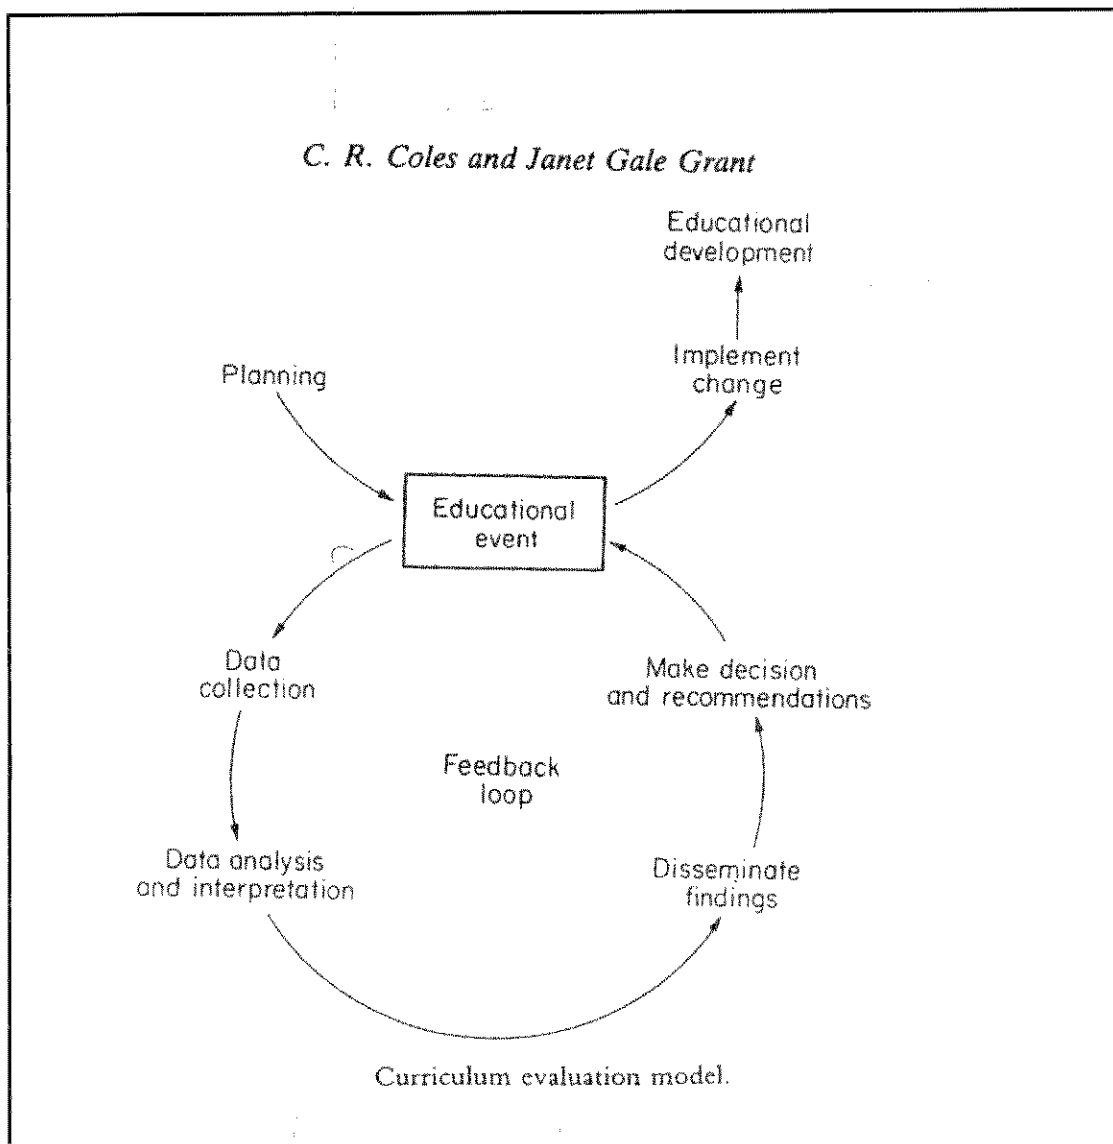 C. R. Coles and Janet Gale Grant
Educational
development
Implement
change
Planning
Educational
event
Data
collection
Make decision
and recommendations
Feedback
loop
Data analysis
and interpretation
Disseminate
findings
Curriculum evaluation model.